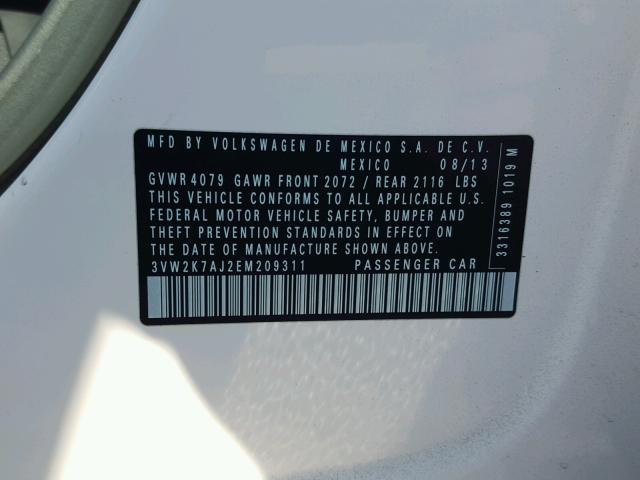 MFD BY VOLKSWAGEN DE MEXICO S.A. DE C.V.
MEXICO 08/13
GVWR 4079 GAWR FRONT 2072 / REAR 2116 LBS
THIS VEHICLE CONFORMS TO ALL APPLICABLE U.S.
FEDERAL MOTOR VEHICLE SAFETY, BUMPER AND
THEFT PREVENTION STANDARDS IN EFFECT ON
THE DATE OF MANUFACTURE SHOWN ABOVE.
3VW2K7AJ2EM209311 PASSENGER CAR
3316389 1019 M